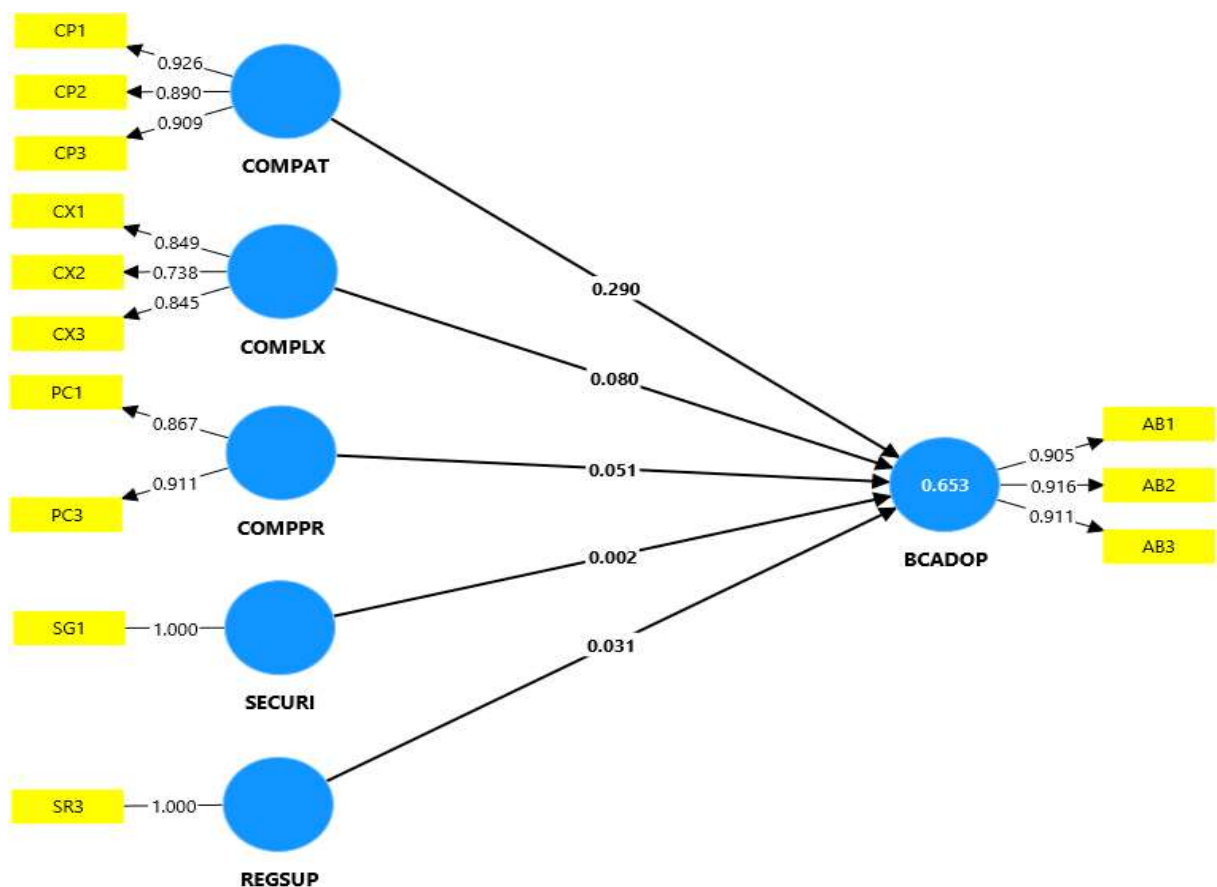 CP1
0.926
CP2
0.890
CP3
0.909
COMPAT
CX1
0.849
CX2
0.738
CX3
0.845
COMPLX
PC1
0.867
PC3
0.911
COMPPR
SG1
1.000
SECURI
SR3
1.000
REGSUP
0.290
0.080
0.051
0.002
0.031
0.653
BCADOP
0.905
AB1
0.916
AB2
0.911
AB3